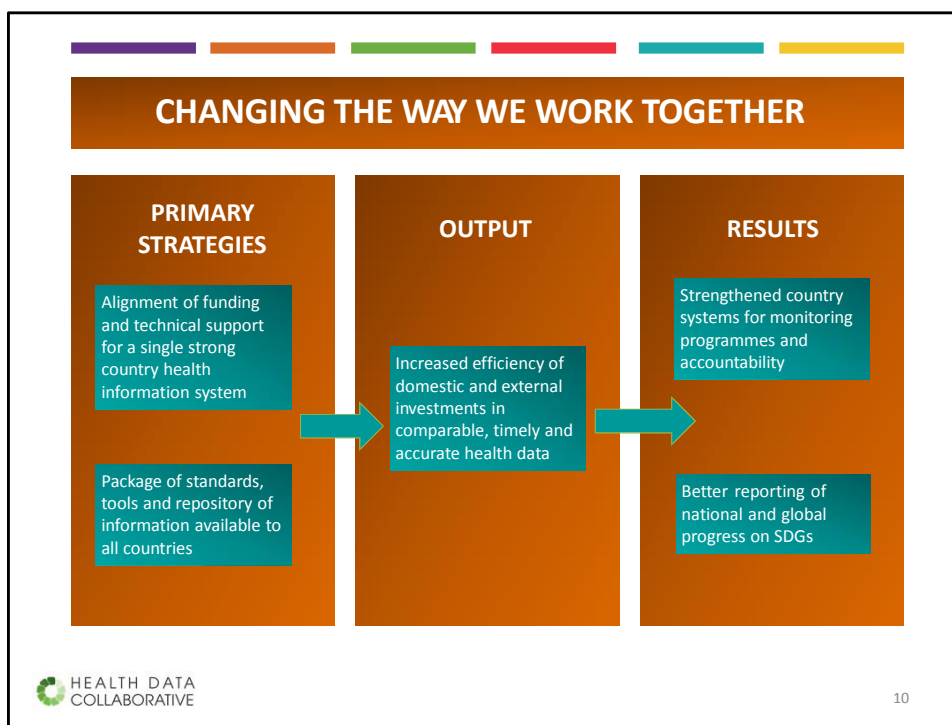 CHANGING THE WAY WE WORK TOGETHER
PRIMARY
STRATEGIES
Alignment of funding
and technical support
for a single strong
country health
information system
Package of standards,
tools and repository of
information available to
all countries
OUTPUT
Increased efficiency of
domestic and external
investments in
comparable, timely and
accurate health data
RESULTS
Strengthened country
systems for monitoring
programmes and
accountability
Better reporting of
national and global
progress on SDGs
HEALTH DATA
COLLABORATIVE
10